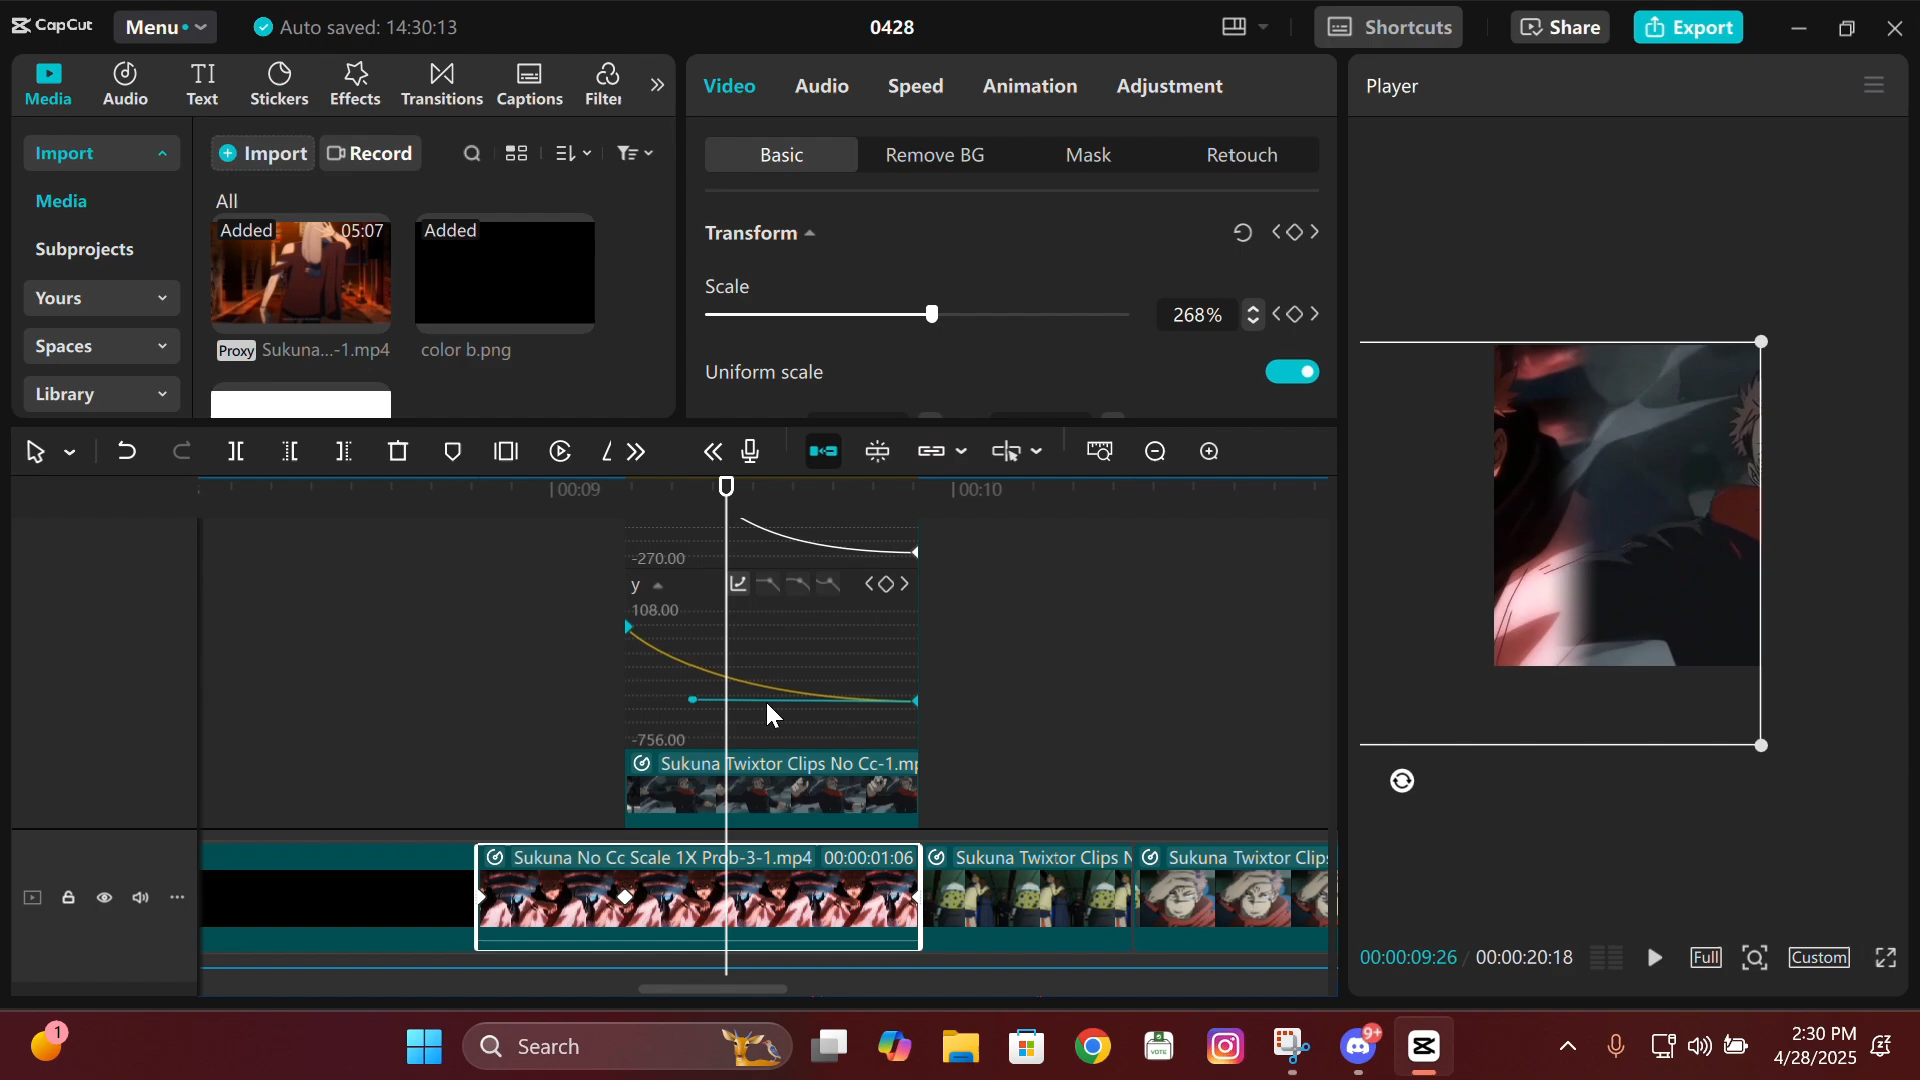 CapCut
Menu
Auto saved: 14:30:13
0428
Shortcuts
Share
Export
Media
Audio
Text
Stickers
Effects
Transitions
Captions
Filter
Import
Media
Subprojects
Yours
Spaces
Library
Import
Record
All
Added
05:07
Added
Proxy
Sukuna...-1.mp4
color b.png
Video
Audio
Speed
Animation
Adjustment
Basic
Remove BG
Mask
Retouch
Transform
Scale
268%
Uniform scale
Player
00:09
00:10
-270.00
y
108.00
-756.00
Sukuna Twixtor Clips No Cc-1.mp
Sukuna No Cc Scale 1X Prob-3-1.mp4 00:00:01:06
Sukuna Twixtor Clips N
Sukuna Twixtor Clips
00:00:09:26 / 00:00:20:18
Full
Custom
1
Search
VOTE
9+
2:30 PM
4/28/2025